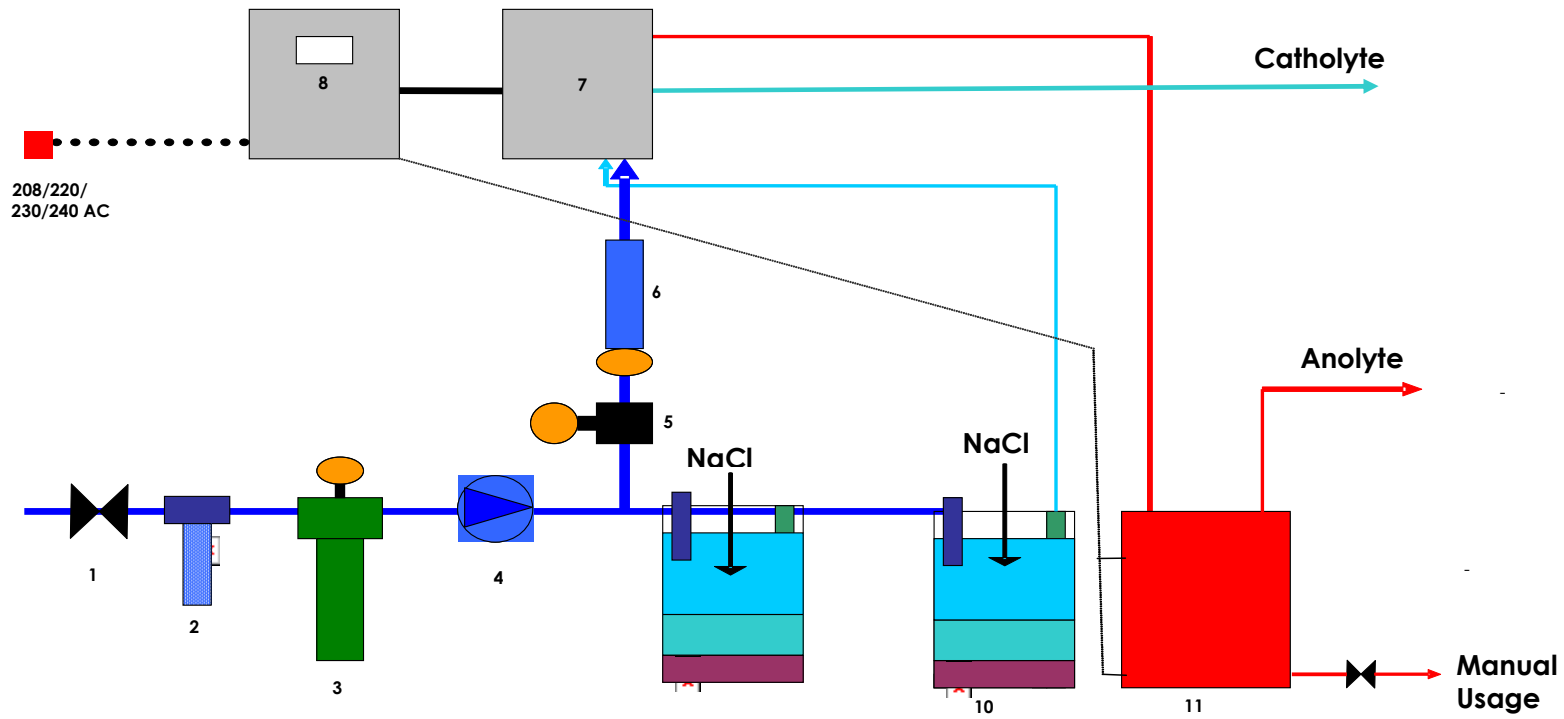 8
7
Catholyte
208/220/
230/240 AC
6
Anolyte
5
NaCl
NaCl
1
2
3
4
10
11
Manual
Usage